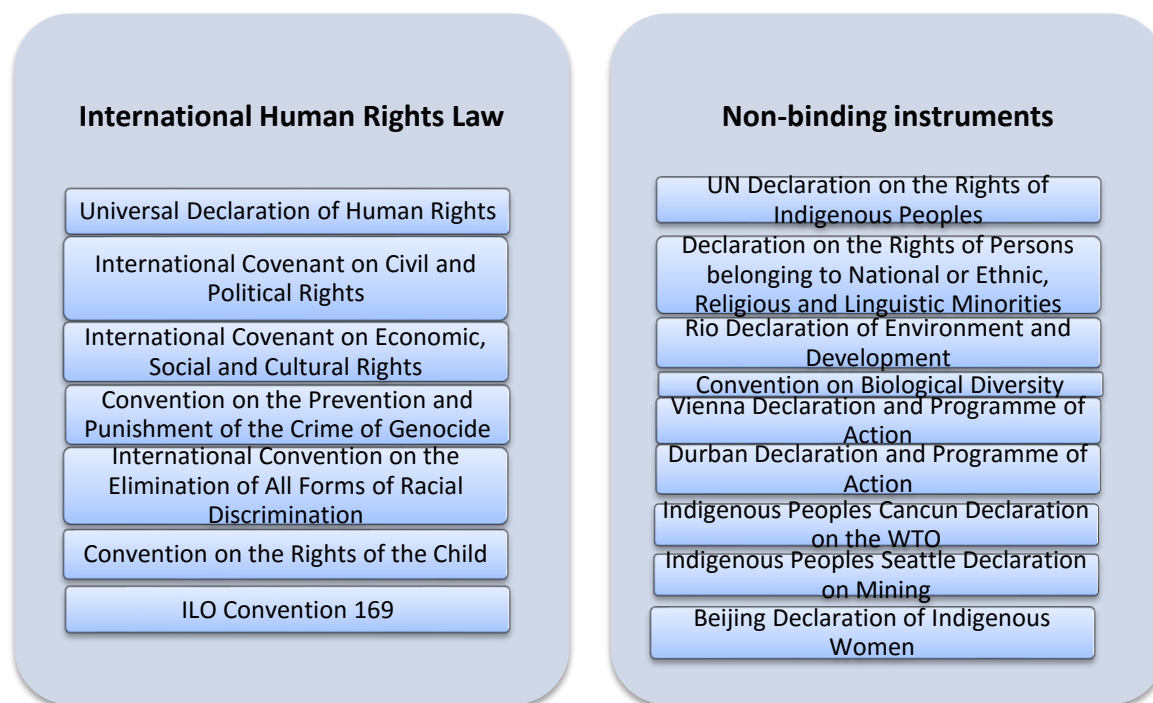 International Human Rights Law
Universal Declaration of Human Rights
International Covenant on Civil and
Political Rights
International Covenant on Economic,
Social and Cultural Rights
Convention on the Prevention and
Punishment of the Crime of Genocide
International Convention on the
Elimination of All Forms of Racial
Discrimination
Convention on the Rights of the Child
ILO Convention 169
Non-binding instruments
UN Declaration on the Rights of
Indigenous Peoples
Declaration on the Rights of Persons
belonging to National or Ethnic,
Religious and Linguistic Minorities
Rio Declaration of Environment and
Development
Convention on Biological Diversity
Vienna Declaration and Programme of
Action
Durban Declaration and Programme of
Action
Indigenous Peoples Cancun Declaration
on the WTO
Indigenous Peoples Seattle Declaration
on Mining
Beijing Declaration of Indigenous
Women